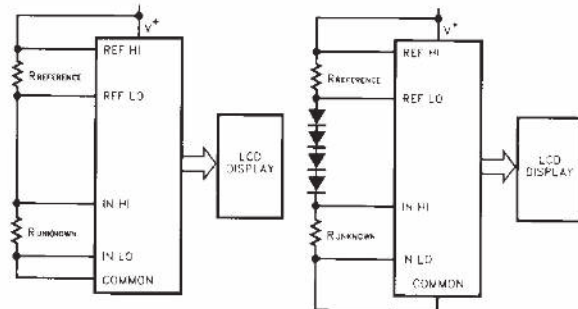 V+
REF HI
RREFERENCE
REF LO
LCD
DISPLAY
IN HI
RUNKNOWN
IN LO
COMMON
V+
REF HI
RREFERENCE
REF LO
LCD
DISPLAY
IN HI
RUNKNOWN
IN LO
COMMON